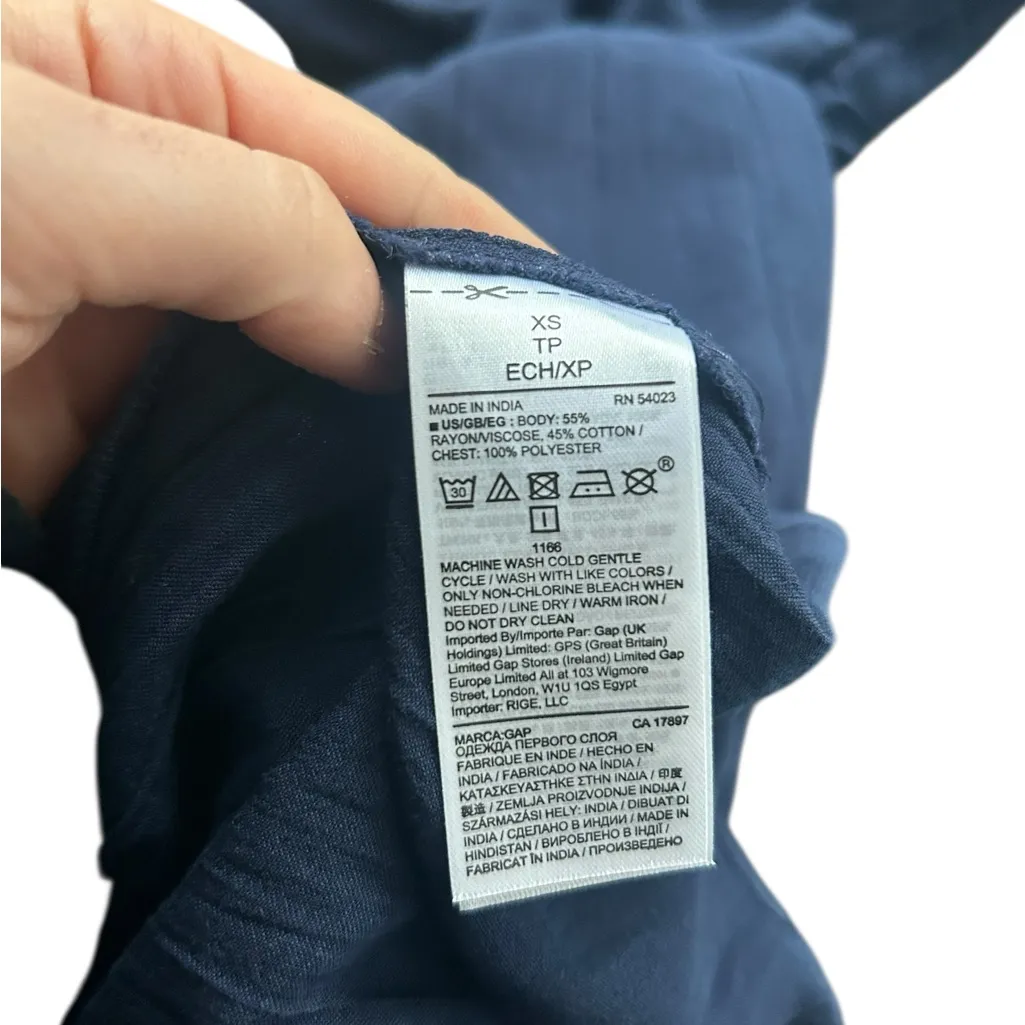 XS
TP
ECH/XP
MADE IN INDIA RN 54023
US/GB/EG : BODY: 55%
RAYON/VISCOSE, 45% COTTON /
CHEST: 100% POLYESTER
30
®
I
1166
MACHINE WASH COLD GENTLE
CYCLE / WASH WITH LIKE COLORS /
ONLY NON-CHLORINE BLEACH WHEN
NEEDED / LINE DRY / WARM IRON /
DO NOT DRY CLEAN
Imported By/Importe Par: Gap (UK
Holdings) Limited: GPS (Great Britain)
Limited Gap Stores (Ireland) Limited Gap
Europe Limited All at 103 Wigmore
Street, London, W1U 1QS Egypt
Importer: RIGE, LLC
MARCA:GAP CA 17897
ОДЕЖДА ПЕРВОГО СЛОЯ
FABRIQUE EN INDE / HECHO EN
INDIA / FABRICADO NA ÍNDIA /
ΚΑΤΑΣΚΕΥΑΣΤΗΚΕ ΣΤΗΝ ΙΝΔΙΑ / 印度
製造 / ZEMLJA PROIZVODNJE INDIJA /
SZÁRMAZÁSI HELY: INDIA / DIBUAT DI
INDIA / СДЕЛАНО В ИНДИИ / MADE IN
HINDISTAN / ВИРОБЛЕНО В ІНДІЇ /
FABRICAT ÎN INDIA / ПРОИЗВЕДЕНО